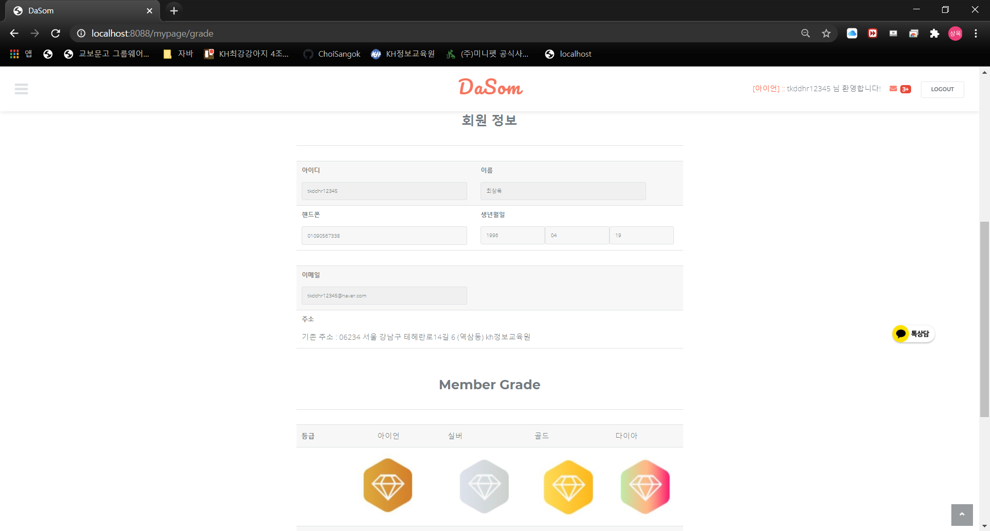 DaSom
localhost:8088/mypage/grade
상옥
앱
교보문고 그룹웨어...
자바
KH최강강아지 4조...
ChoiSangok
KH정보교육원
(주)미니펫 공식사...
localhost
DaSom
[아이언] :: tkddhr12345 님 환영합니다!
3+
LOGOUT
회원 정보
아이디
이름
tkddhr12345
최상옥
핸드폰
생년월일
01090567338
1996
04
19
이메일
tkddhr12345@naver.com
주소
기존 주소 : 06234 서울 강남구 테헤란로14길 6 (역삼동) kh정보교육원
톡상담
Member Grade
등급
아이언
실버
골드
다이아